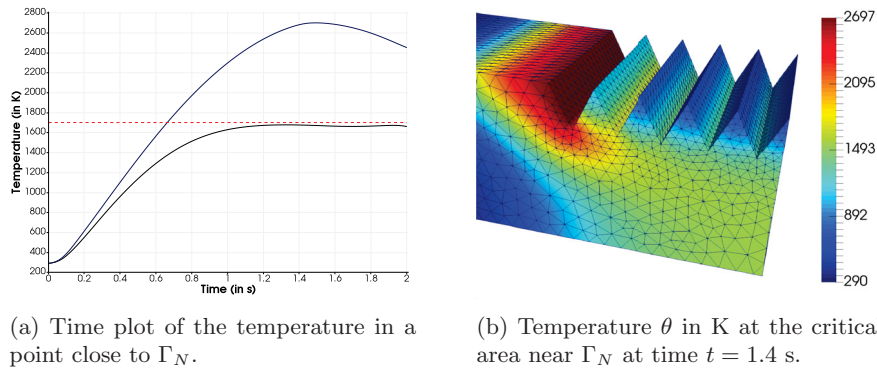 2800
2600
2400
2200
2000
1800
1600
1400
1200
1000
800
600
400
200
Temperature (in K)
0 0.2 0.4 0.6 0.8 1 1.2 1.4 1.6 1.8 2
Time (in s)
2697
2095
1493
892
290
(a) Time plot of the temperature in a
point close to Γ_N.
(b) Temperature θ in K at the critica
area near Γ_N at time t = 1.4 s.